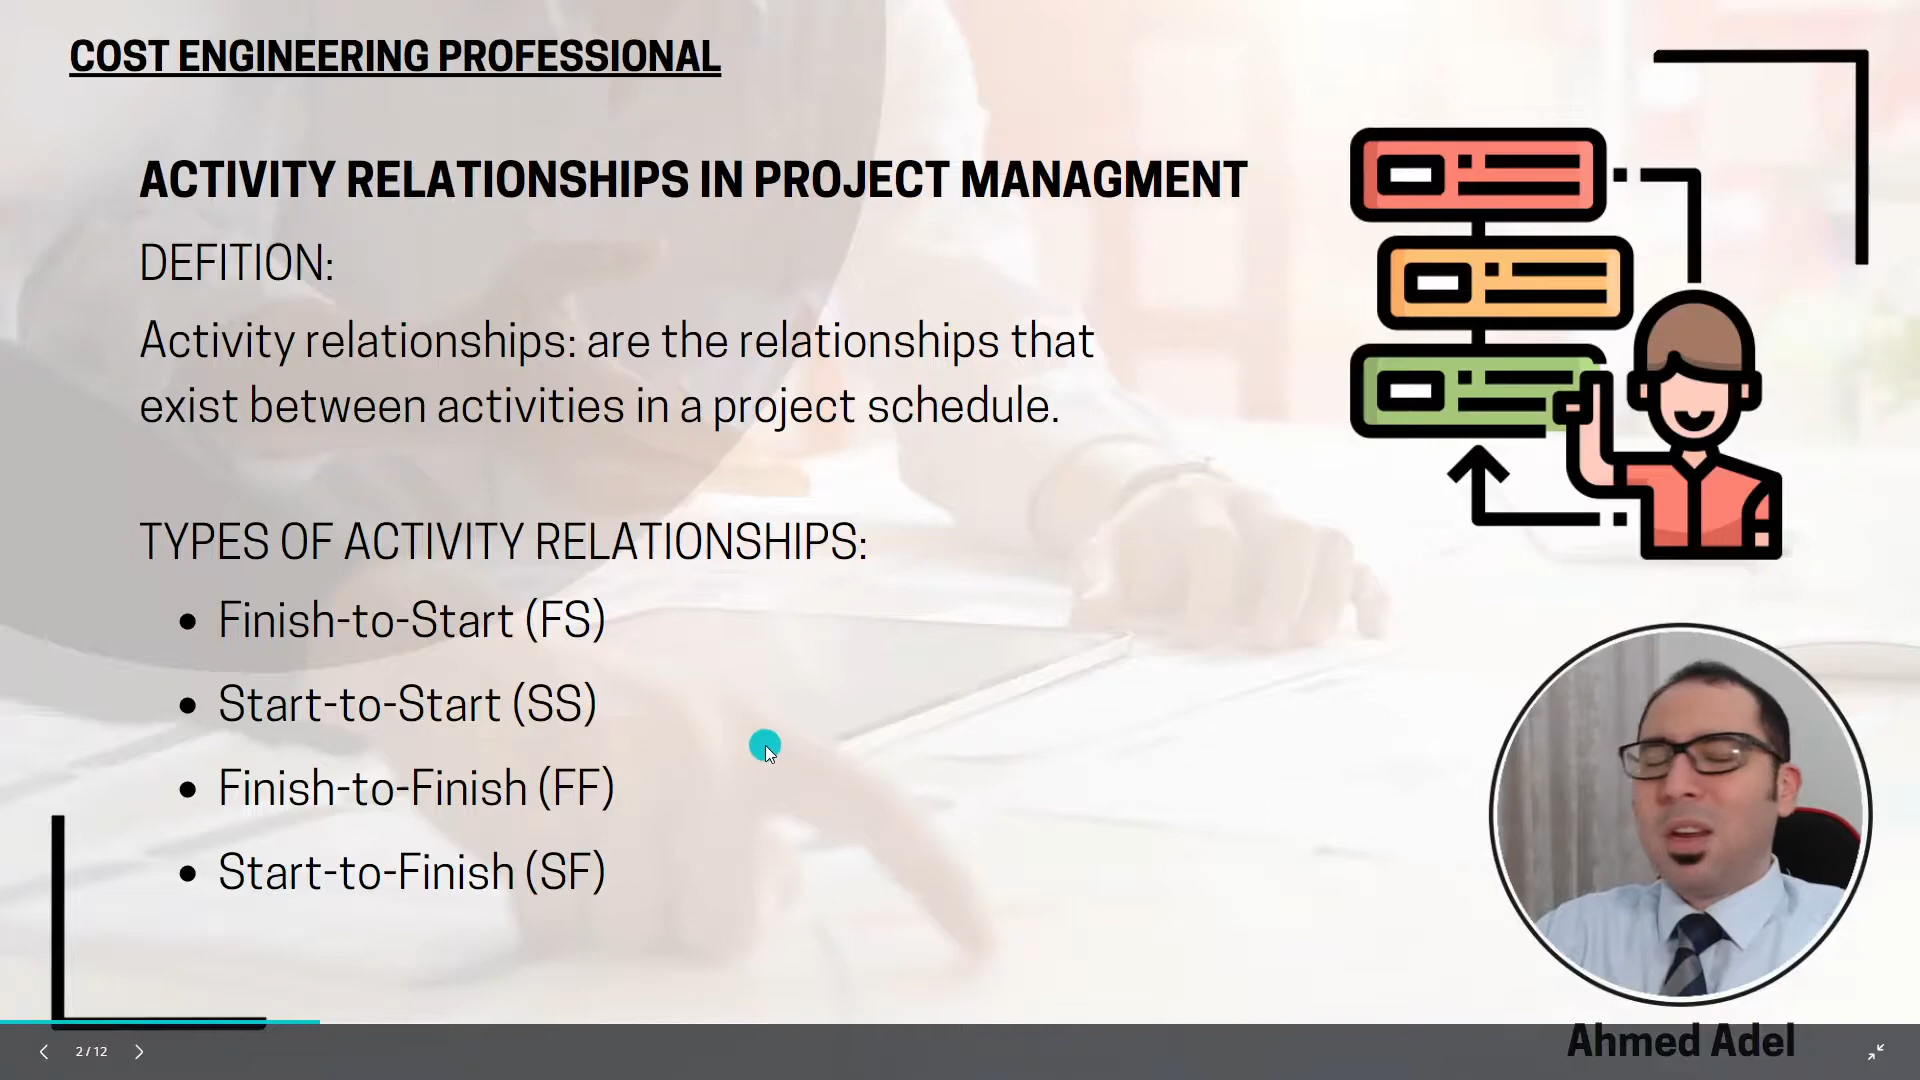 COST ENGINEERING PROFESSIONAL
ACTIVITY RELATIONSHIPS IN PROJECT MANAGMENT
DEFITION:
Activity relationships: are the relationships that
exist between activities in a project schedule.
TYPES OF ACTIVITY RELATIONSHIPS:
• Finish-to-Start (FS)
• Start-to-Start (SS)
• Finish-to-Finish (FF)
• Start-to-Finish (SF)
Ahmed Adel
2 / 12